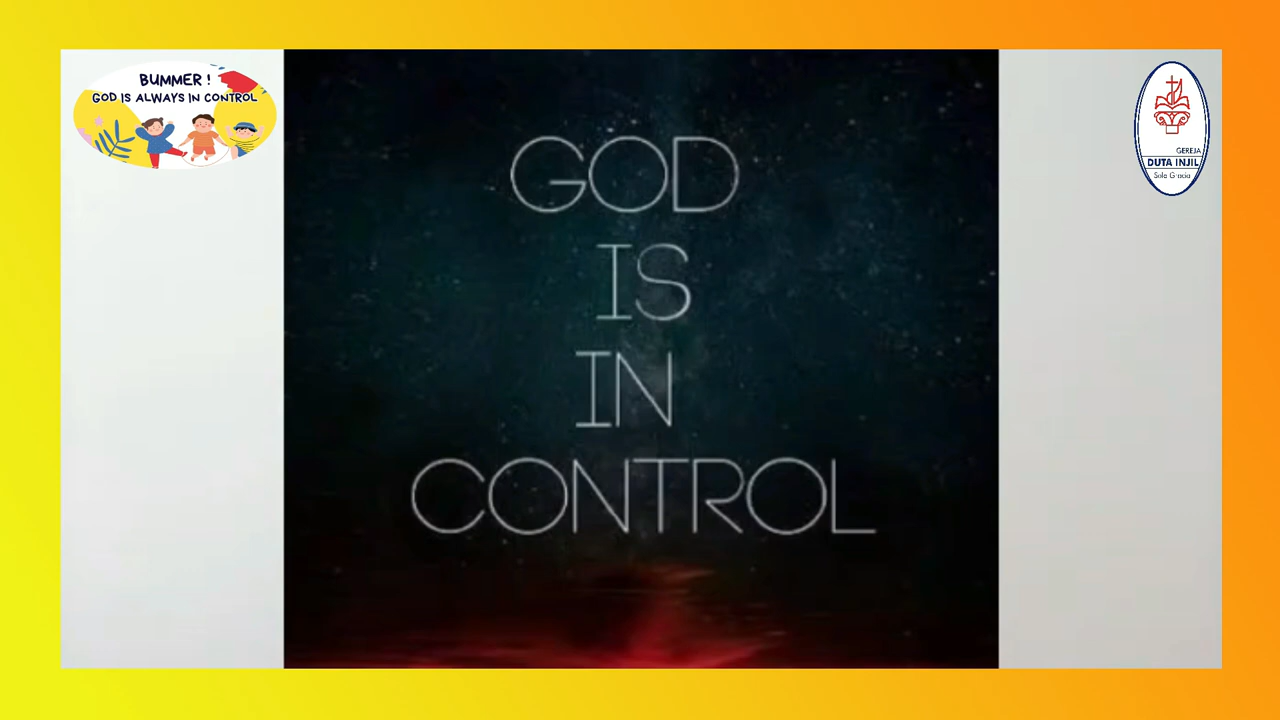 BUMMER !
GOD IS ALWAYS IN CONTROL
GOD
IS
IN
CONTROL
GEREJA
DUTA INJIL
Sola Gracia